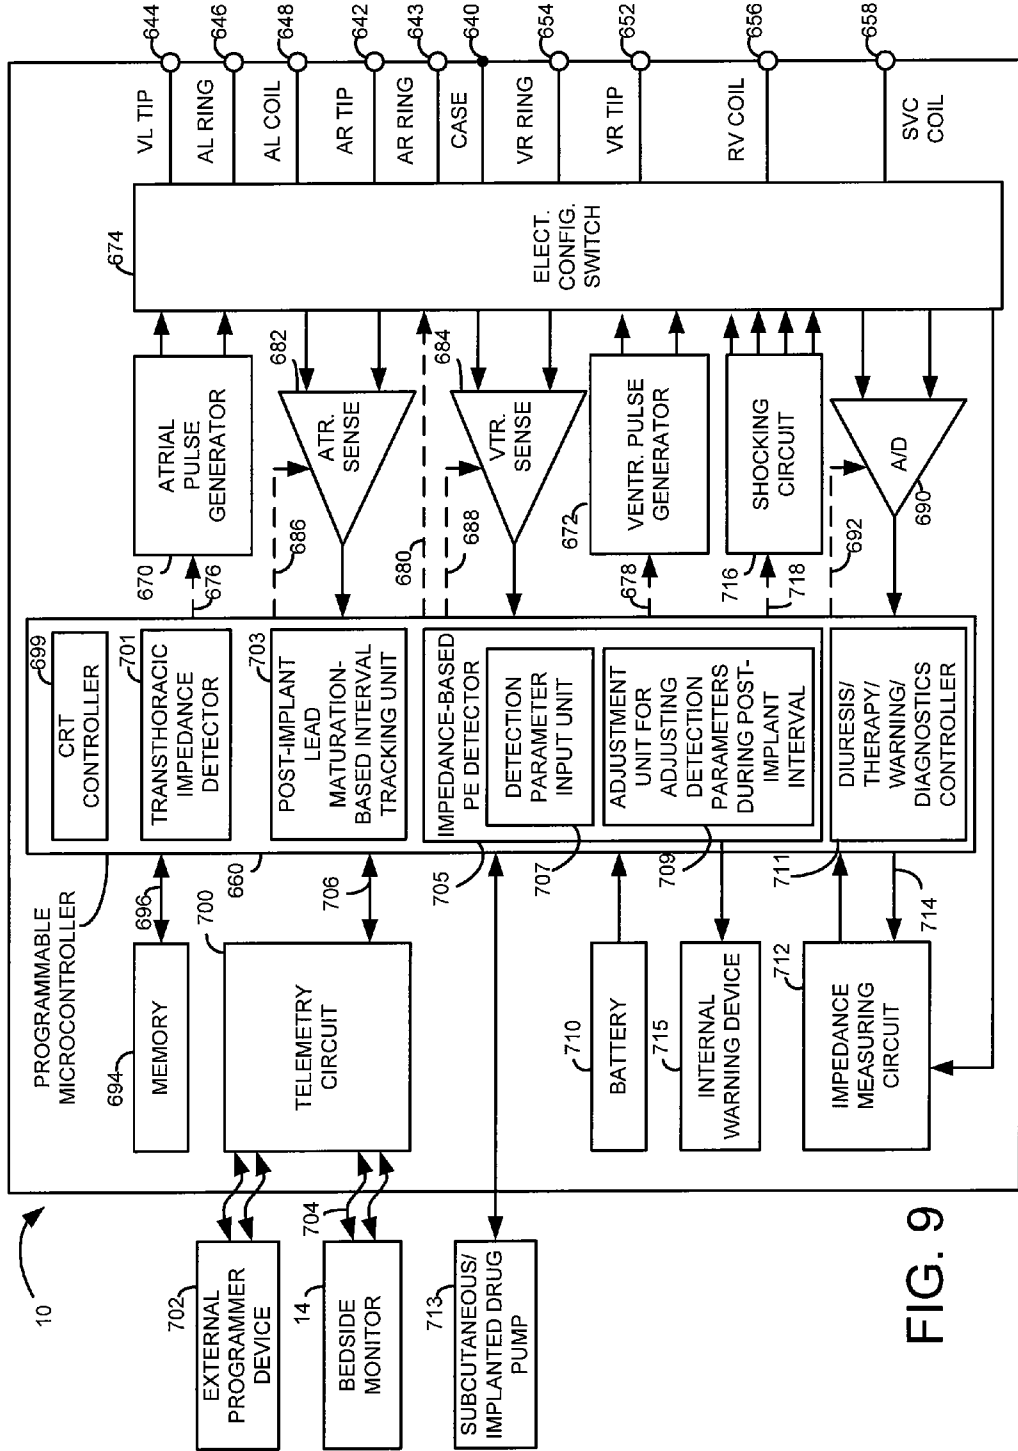 10
EXTERNAL
PROGRAMMER
DEVICE
702
BEDSIDE
MONITOR
14
704
SUBCUTANEOUS/
IMPLANTED DRUG
PUMP
713
PROGRAMMABLE
MICROCONTROLLER
694
MEMORY
696
700
TELEMETRY
CIRCUIT
706
660
710
BATTERY
715
INTERNAL
WARNING DEVICE
712
IMPEDANCE
MEASURING
CIRCUIT
714
699
CRT
CONTROLLER
701
TRANSTHORACIC
IMPEDANCE
DETECTOR
703
POST-IMPLANT
LEAD
MATURATION-
BASED INTERVAL
TRACKING UNIT
705
IMPEDANCE-BASED
PE DETECTOR
707
DETECTION
PARAMETER
INPUT UNIT
709
ADJUSTMENT
UNIT FOR
ADJUSTING
DETECTION
PARAMETERS
DURING POST-
IMPLANT
INTERVAL
711
DIURESIS/
THERAPY/
WARNING/
DIAGNOSTICS
CONTROLLER
670
676
ATRIAL
PULSE
GENERATOR
686
682
ATR.
SENSE
680
688
684
VTR.
SENSE
672
678
VENTR. PULSE
GENERATOR
716
718
SHOCKING
CIRCUIT
692
A/D
690
674
ELECT.
CONFIG.
SWITCH
VL TIP
644
AL RING
646
AL COIL
648
AR TIP
642
AR RING
643
CASE
640
VR RING
654
VR TIP
652
RV COIL
656
SVC
COIL
658
FIG. 9